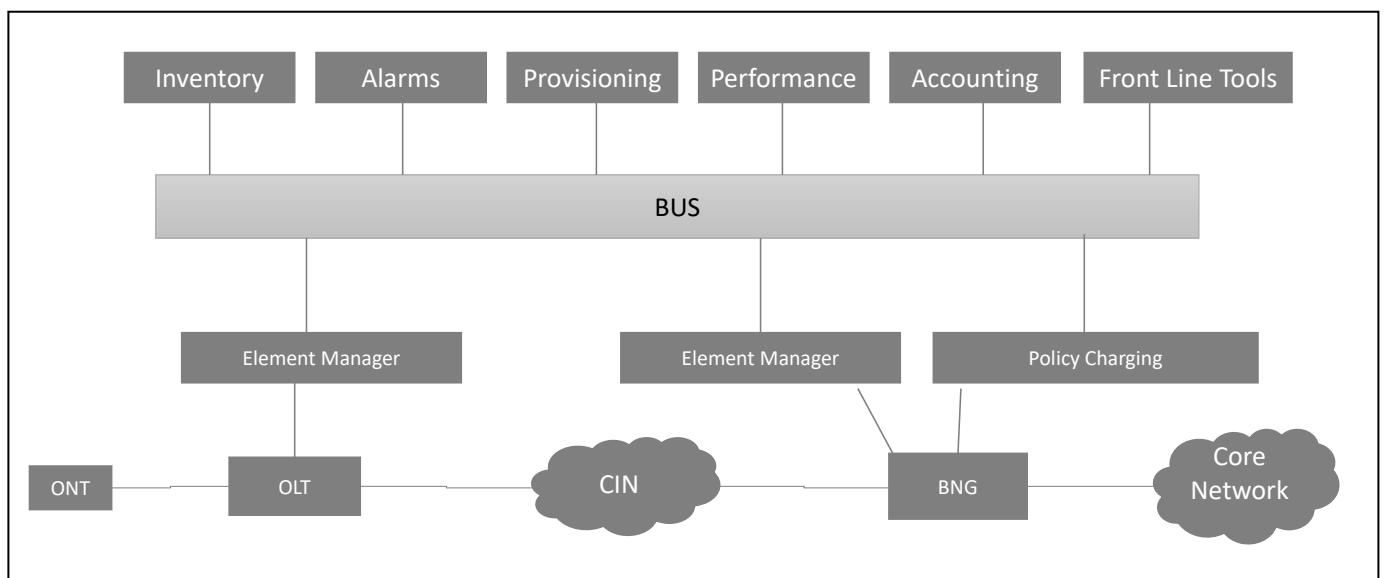 Inventory
Alarms
Provisioning
Performance
Accounting
Front Line Tools
BUS
Element Manager
Element Manager
Policy Charging
ONT
OLT
CIN
BNG
Core
Network